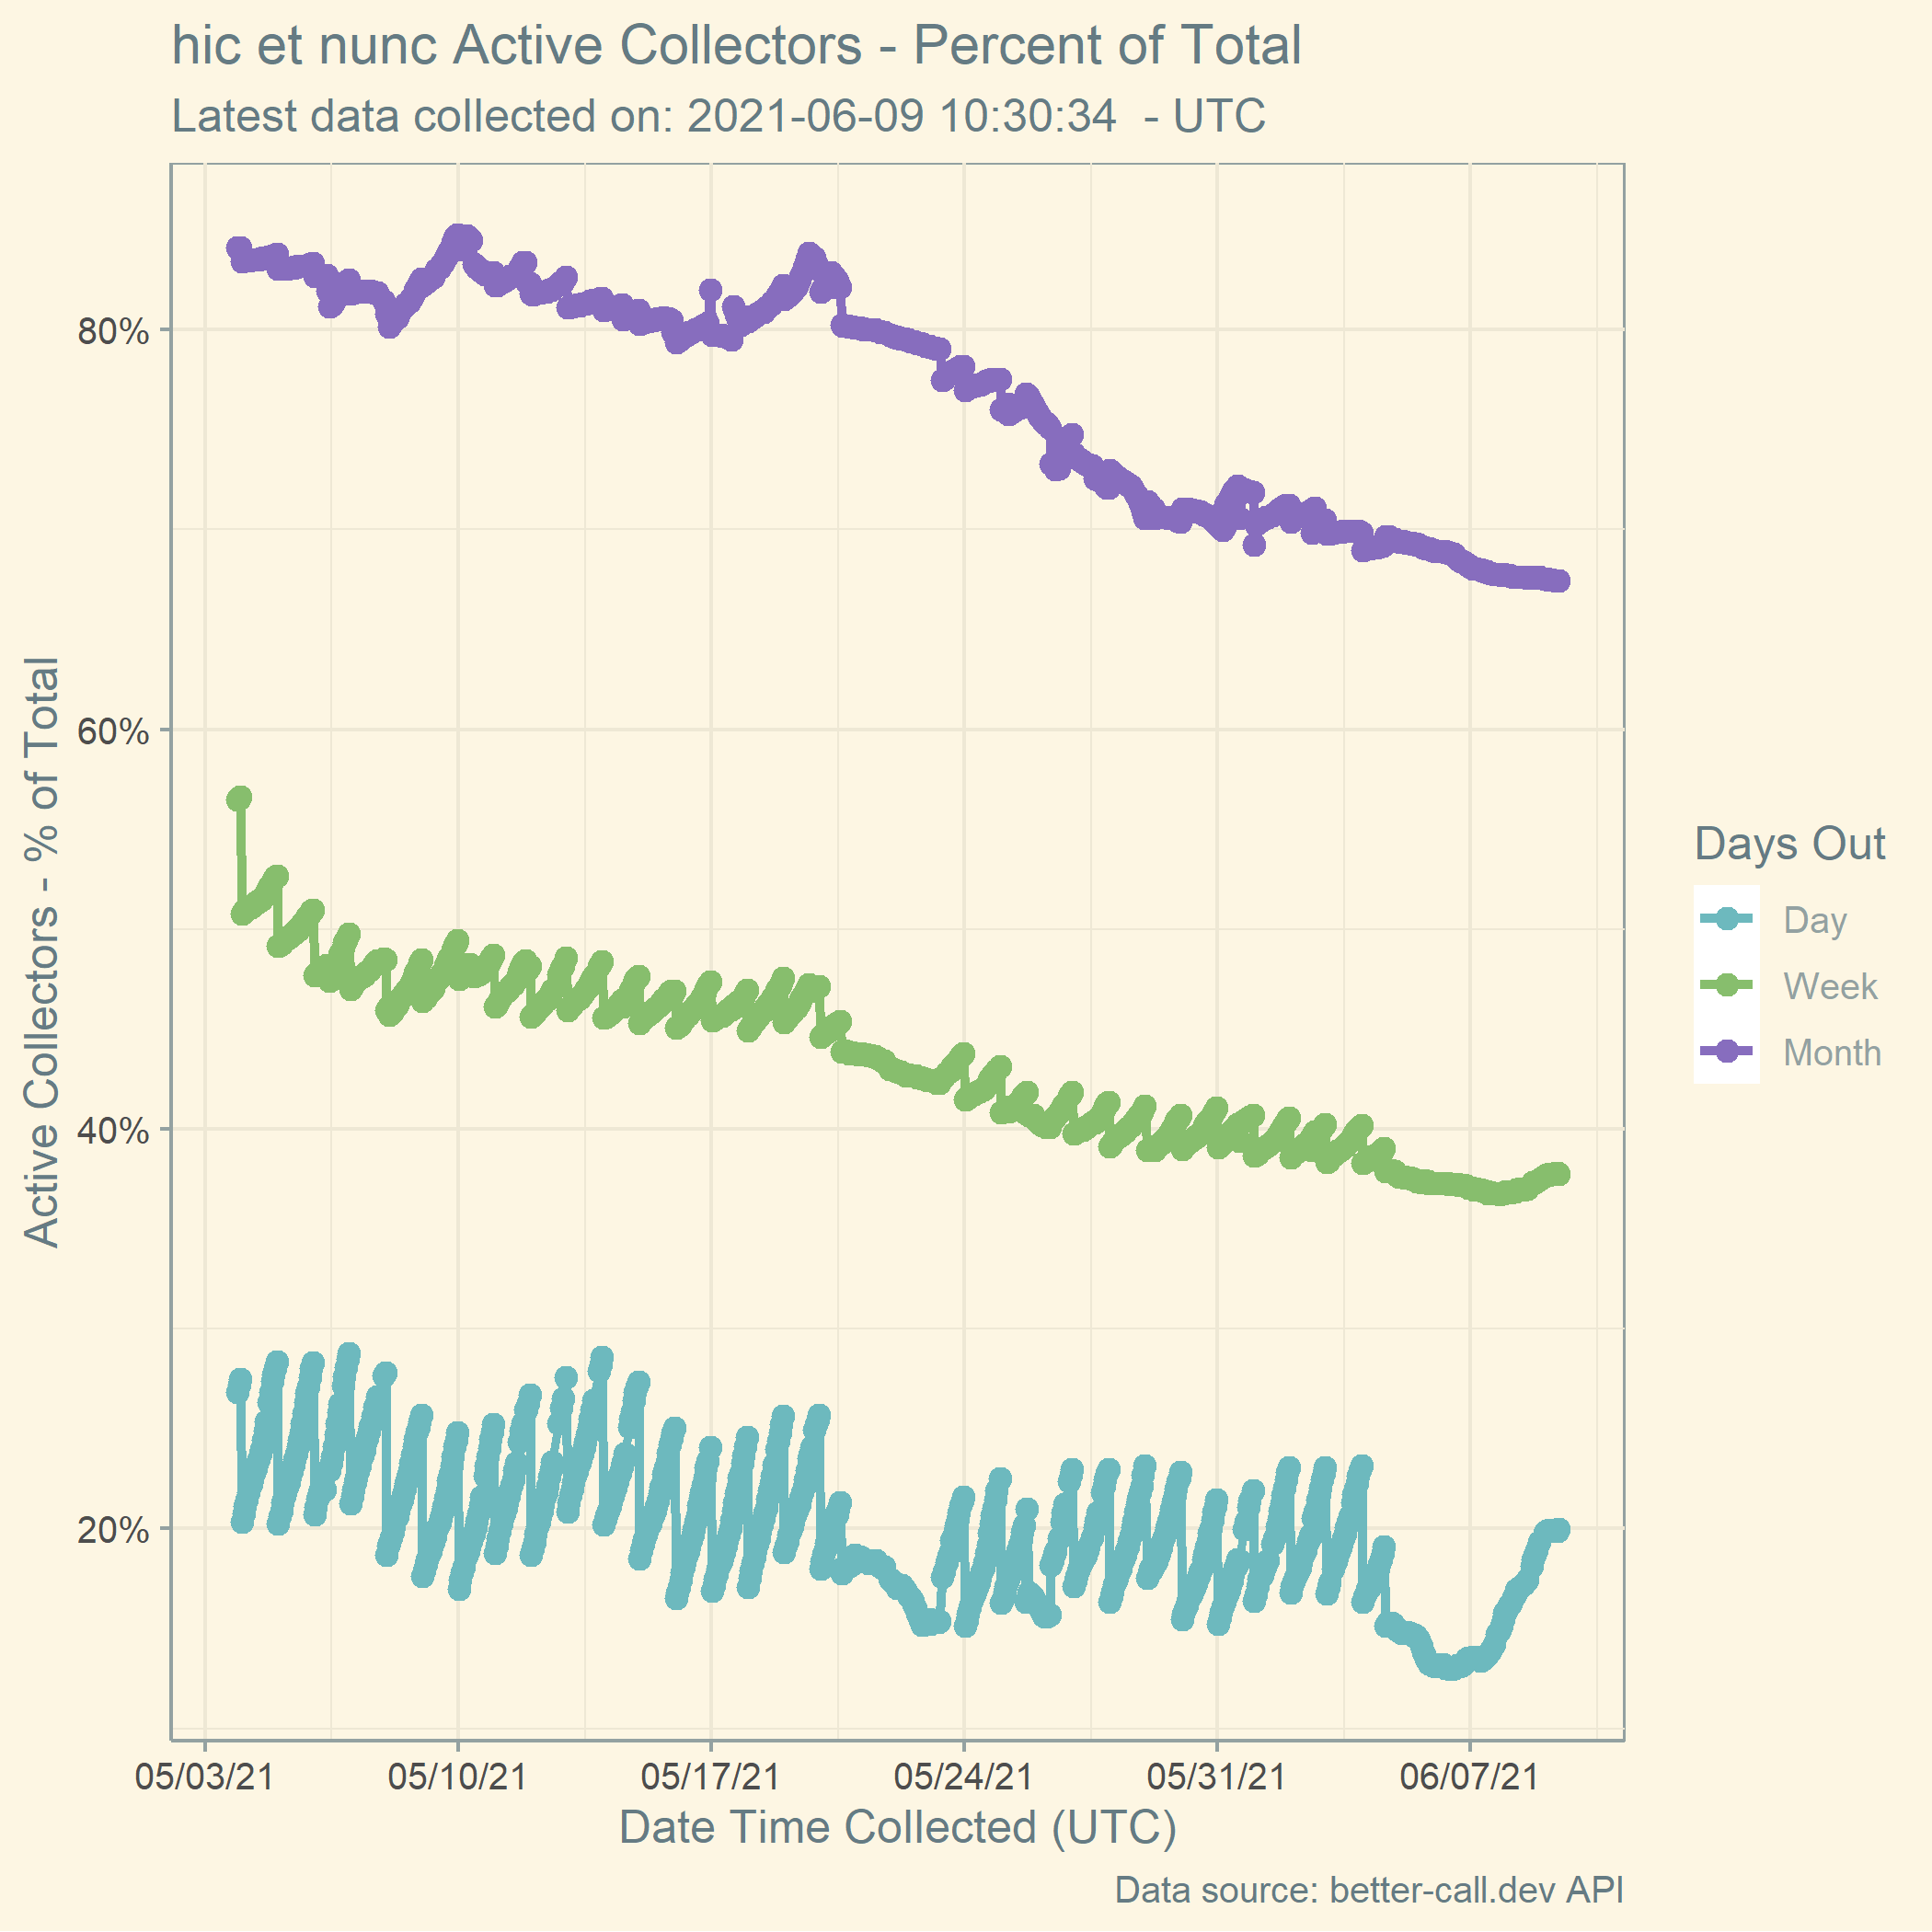 hic et nunc Active Collectors - Percent of Total
Latest data collected on: 2021-06-09 10:30:34  - UTC
Active Collectors - % of Total
80%
60%
40%
20%
05/03/21
05/10/21
05/17/21
05/24/21
05/31/21
06/07/21
Date Time Collected (UTC)
Days Out
Day
Week
Month
Data source: better-call.dev API